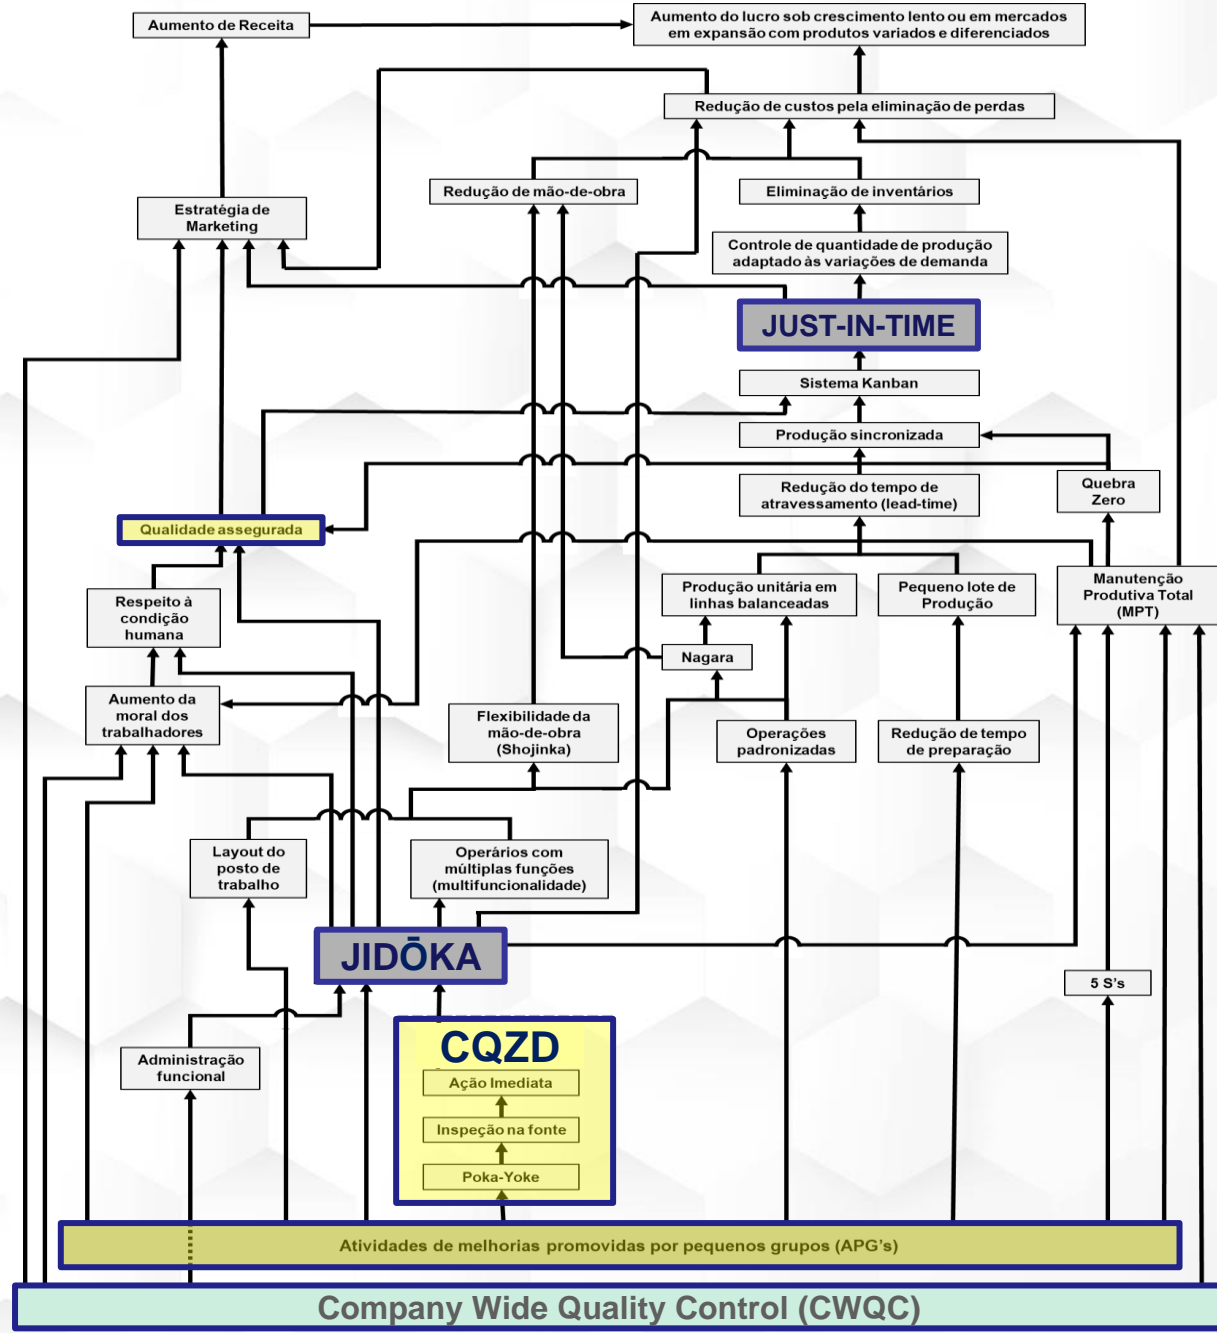 Aumento de Receita
Aumento do lucro sob crescimento lento ou em mercados
em expansão com produtos variados e diferenciados
Redução de custos pela eliminação de perdas
Redução de mão-de-obra
Eliminação de inventários
Estratégia de
Marketing
Controle de quantidade de produção
adaptado às variações de demanda
JUST-IN-TIME
Sistema Kanban
Produção sincronizada
Redução do tempo de
atravessamento (lead-time)
Quebra
Zero
Qualidade assegurada
Respeito à
condição
humana
Produção unitária em
linhas balanceadas
Pequeno lote de
Produção
Manutenção
Produtiva Total
(MPT)
Nagara
Aumento da
moral dos
trabalhadores
Flexibilidade da
mão-de-obra
(Shojinka)
Operações
padronizadas
Redução de tempo
de preparação
Layout do
posto de
trabalho
Operários com
múltiplas funções
(multifuncionalidade)
JIDŌKA
5 S's
CQZD
Administração
funcional
Ação Imediata
Inspeção na fonte
Poka-Yoke
Atividades de melhorias promovidas por pequenos grupos (APG's)
Company Wide Quality Control (CWQC)